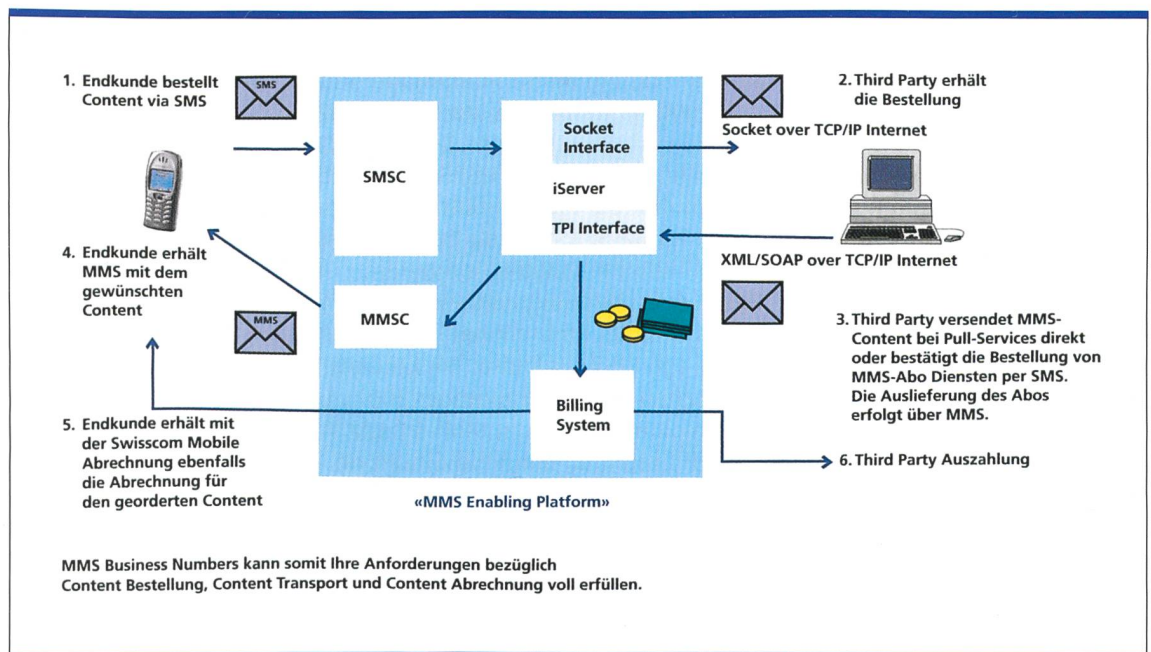 1. Endkunde bestellt
Content via SMS
SMS
2. Third Party erhält
die Bestellung
Socket over TCP/IP Internet
SMSC
Socket
Interface
iServer
TPI Interface
XML/SOAP over TCP/IP Internet
4. Endkunde erhält
MMS mit dem
gewünschten
Content
MMS
MMSC
3. Third Party versendet MMS-
Content bei Pull-Services direkt
oder bestätigt die Bestellung von
MMS-Abo Diensten per SMS.
Die Auslieferung des Abos
erfolgt über MMS.
Billing
System
5. Endkunde erhält mit
der Swisscom Mobile
Abrechnung ebenfalls
die Abrechnung für
den georderten Content
6. Third Party Auszahlung
«MMS Enabling Platform»
MMS Business Numbers kann somit Ihre Anforderungen bezüglich
Content Bestellung, Content Transport und Content Abrechnung voll erfüllen.